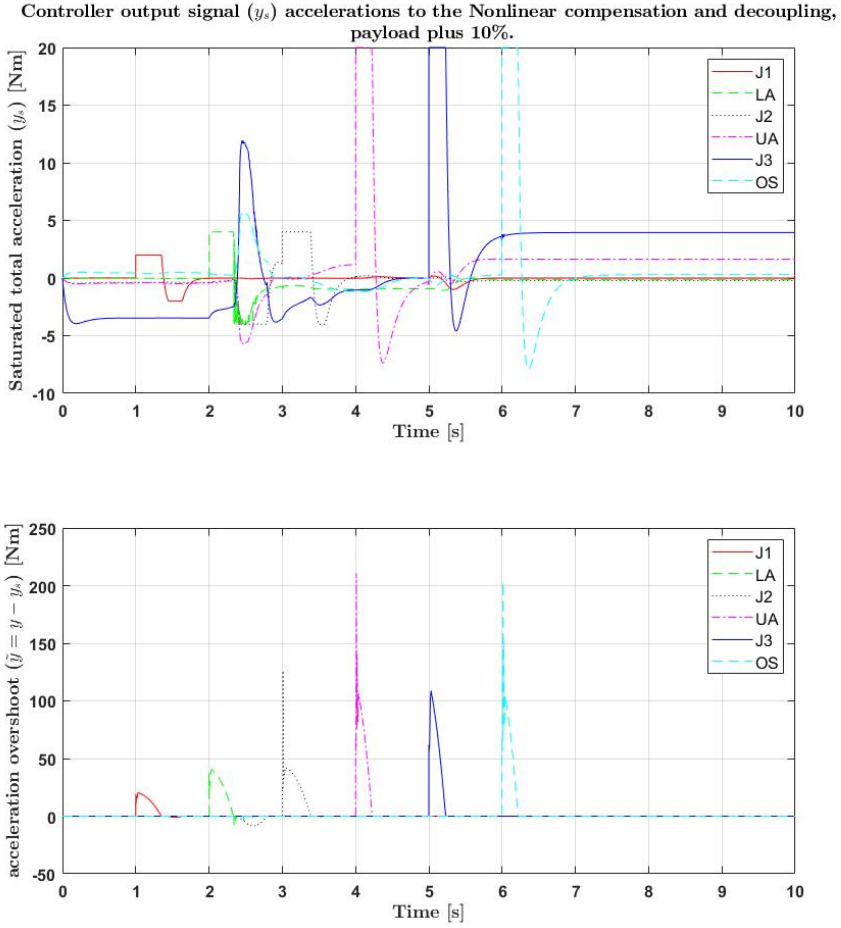 Controller output signal (yₛ) accelerations to the Nonlinear compensation and decoupling,
payload plus 10%.
Saturated total acceleration (yₛ) [Nm]
20
15
10
5
0
-5
-10
0 1 2 3 4 5 6 7 8 9 10
Time [s]
J1
LA
J2
UA
J3
OS
acceleration overshoot (ỹ = y − yₛ) [Nm]
250
200
150
100
50
0
-50
0 1 2 3 4 5 6 7 8 9 10
Time [s]
J1
LA
J2
UA
J3
OS